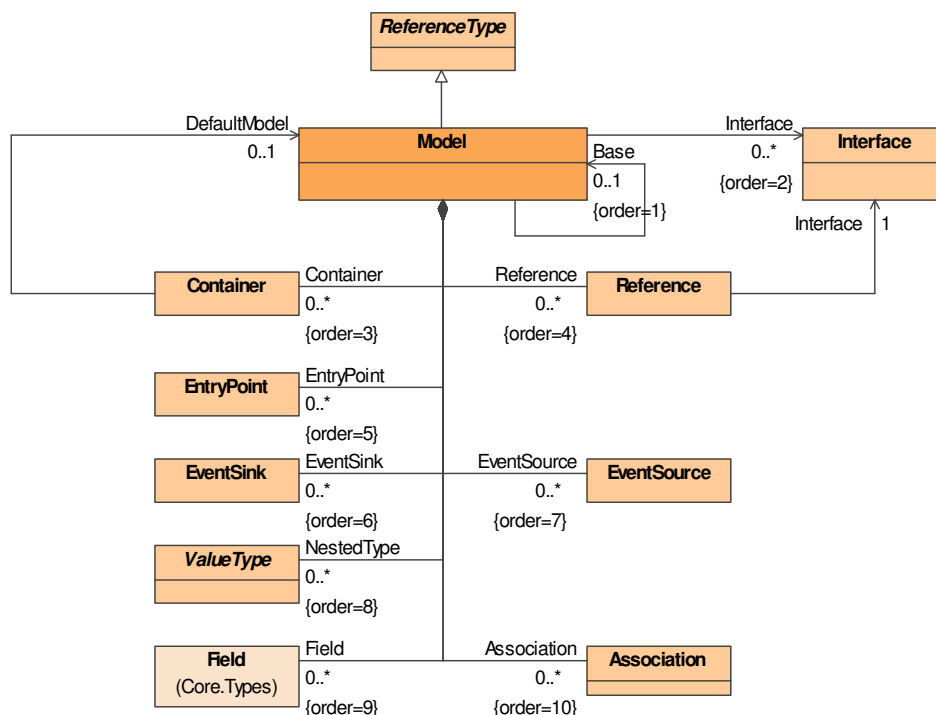 ReferenceType
DefaultModel
0..1
Model
Base
0..1
{order=1}
Interface
0..*
{order=2}
Interface
Interface 1
Container
Container
0..*
{order=3}
Reference
0..*
{order=4}
Reference
EntryPoint
EntryPoint
0..*
{order=5}
EventSink
EventSink
0..*
{order=6}
EventSource
0..*
{order=7}
EventSource
ValueType
NestedType
0..*
{order=8}
Field
(Core.Types)
Field
0..*
{order=9}
Association
0..*
{order=10}
Association